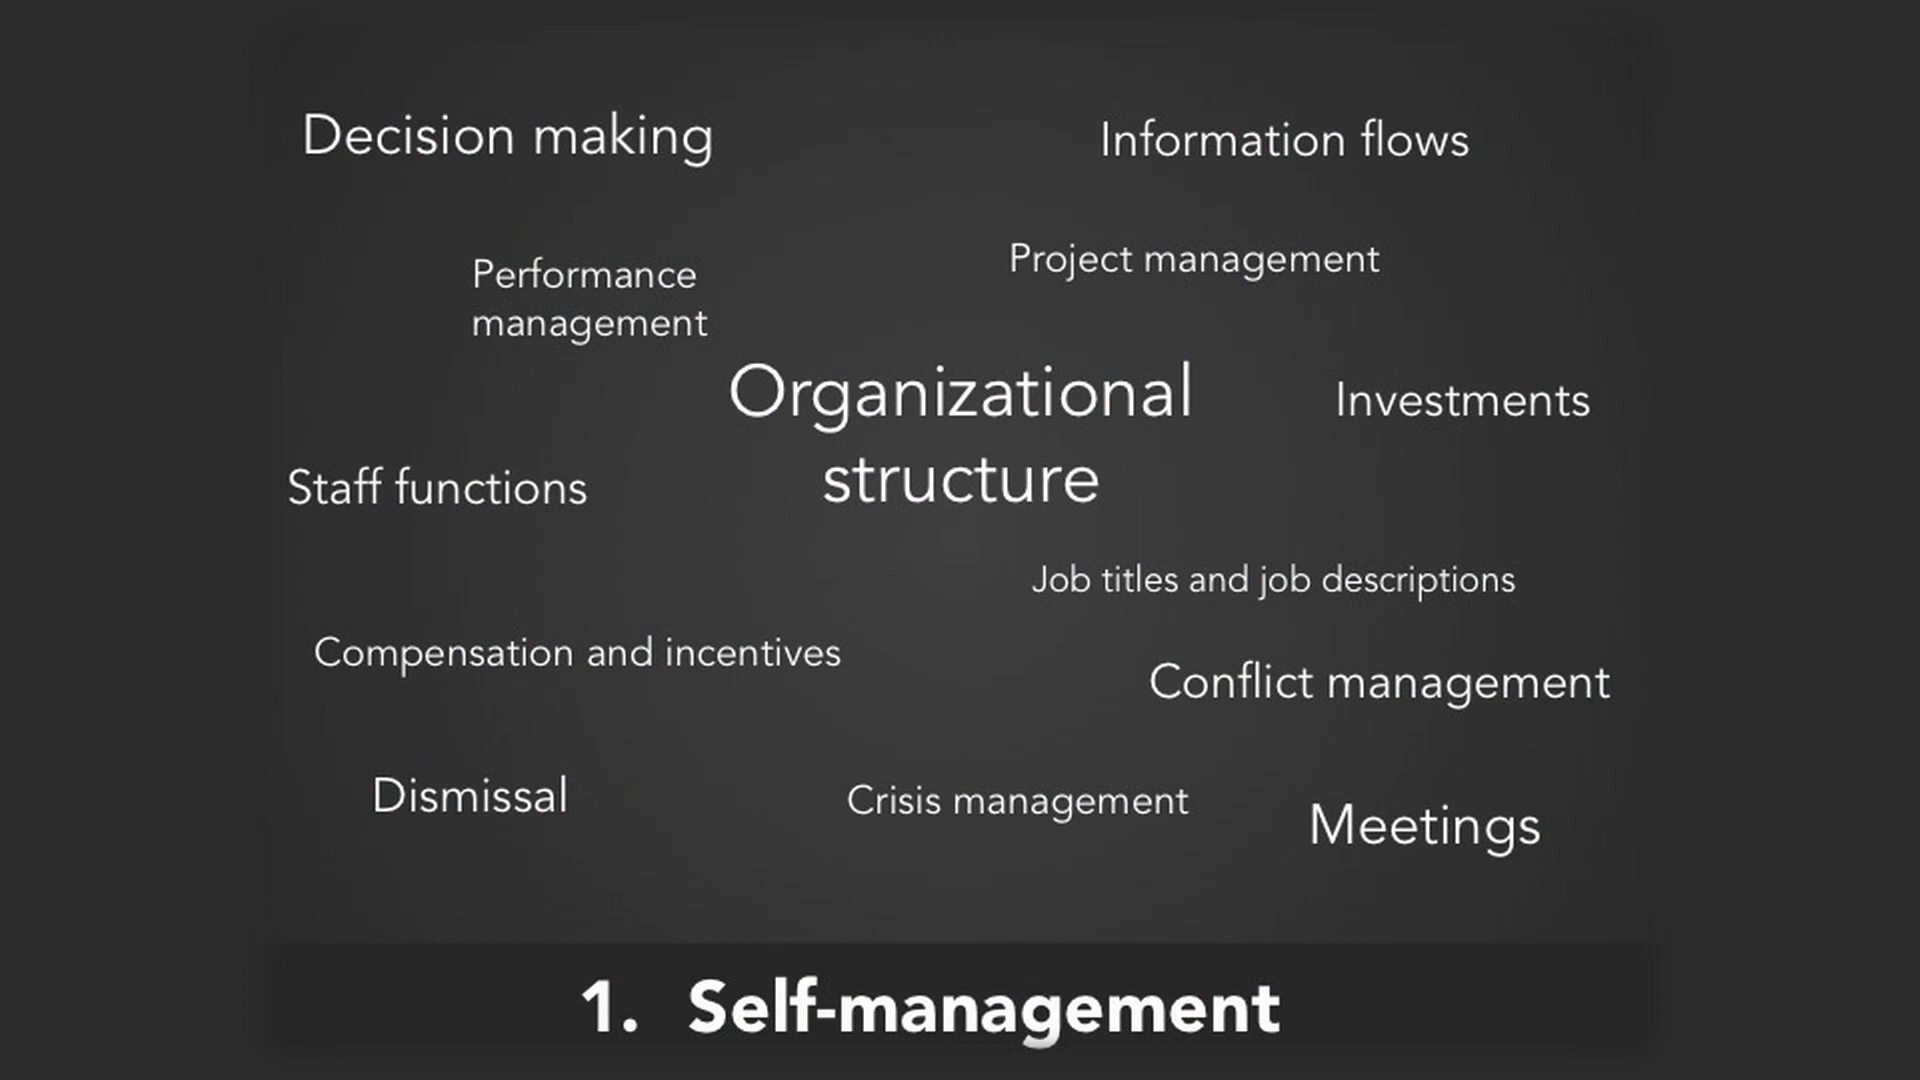 Decision making
Information flows
Performance
management
Project management
Organizational
structure
Investments
Staff functions
Job titles and job descriptions
Compensation and incentives
Conflict management
Dismissal
Crisis management
Meetings
1. Self-management